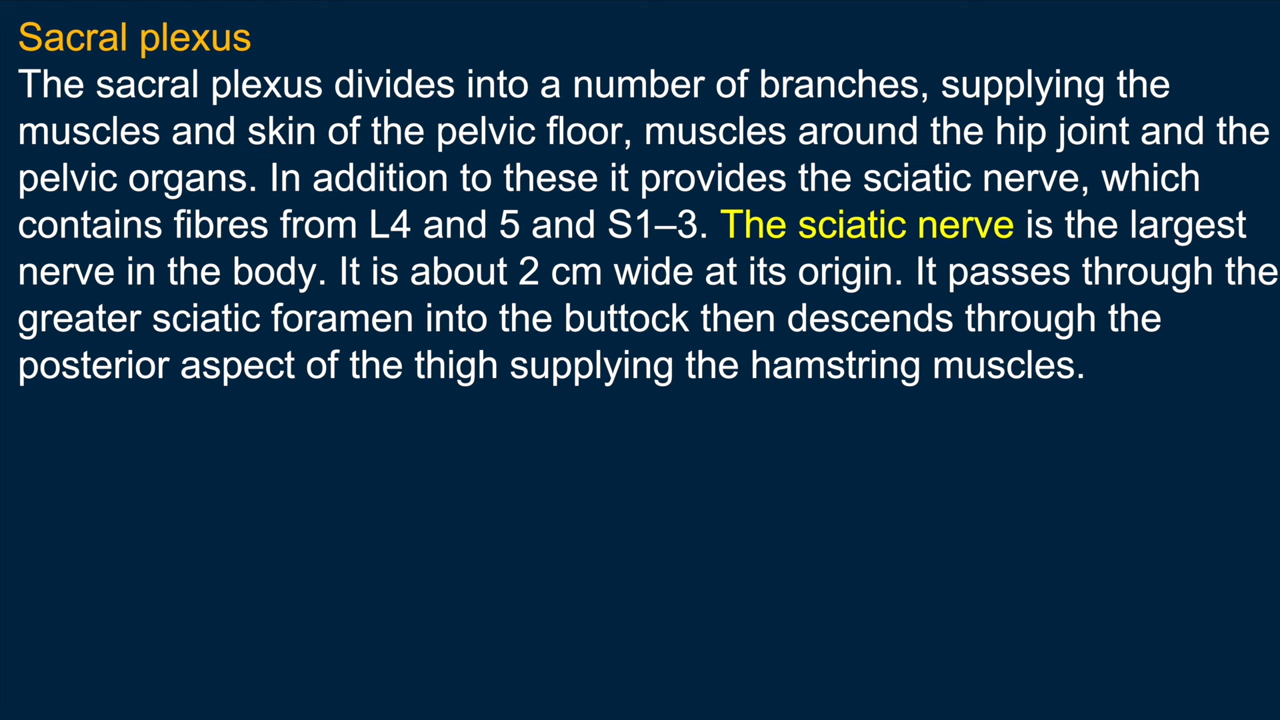 Sacral plexus
The sacral plexus divides into a number of branches, supplying the
muscles and skin of the pelvic floor, muscles around the hip joint and the
pelvic organs. In addition to these it provides the sciatic nerve, which
contains fibres from L4 and 5 and S1–3. The sciatic nerve is the largest
nerve in the body. It is about 2 cm wide at its origin. It passes through the
greater sciatic foramen into the buttock then descends through the
posterior aspect of the thigh supplying the hamstring muscles.